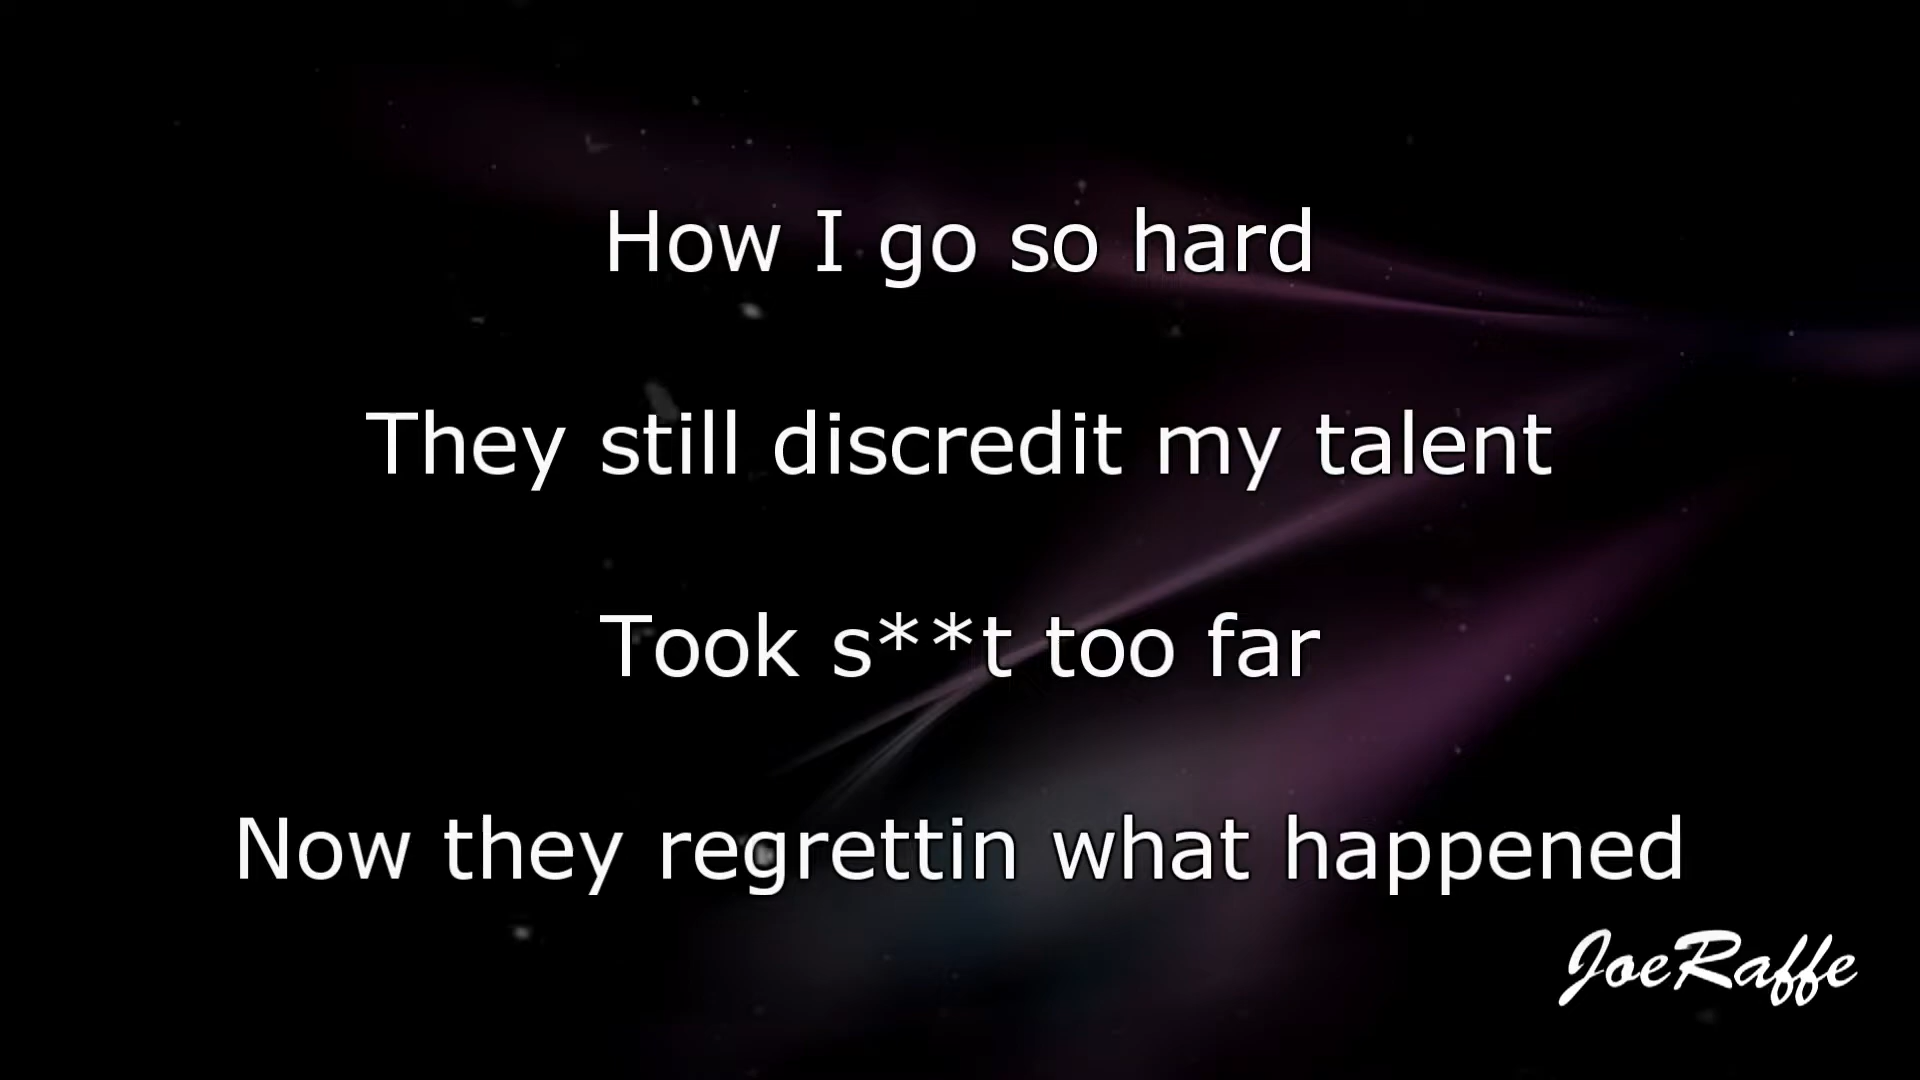 How I go so hard
They still discredit my talent
Took s**t too far
Now they regrettin what happened
JoeRaffe